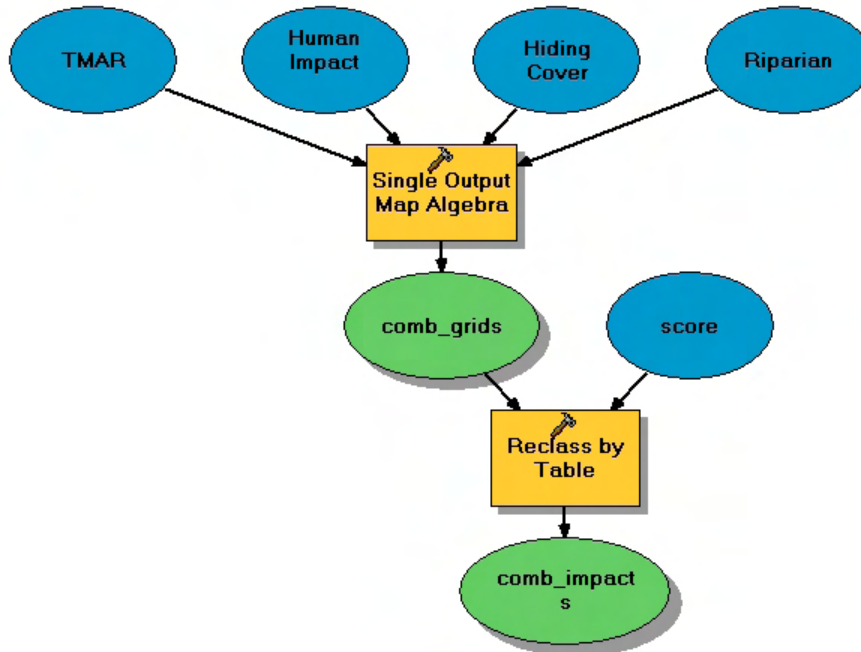 TMAR
Human
Impact
Hiding
Cover
Riparian
Single Output
Map Algebra
comb_grids
score
Reclass by
Table
comb_impact
s